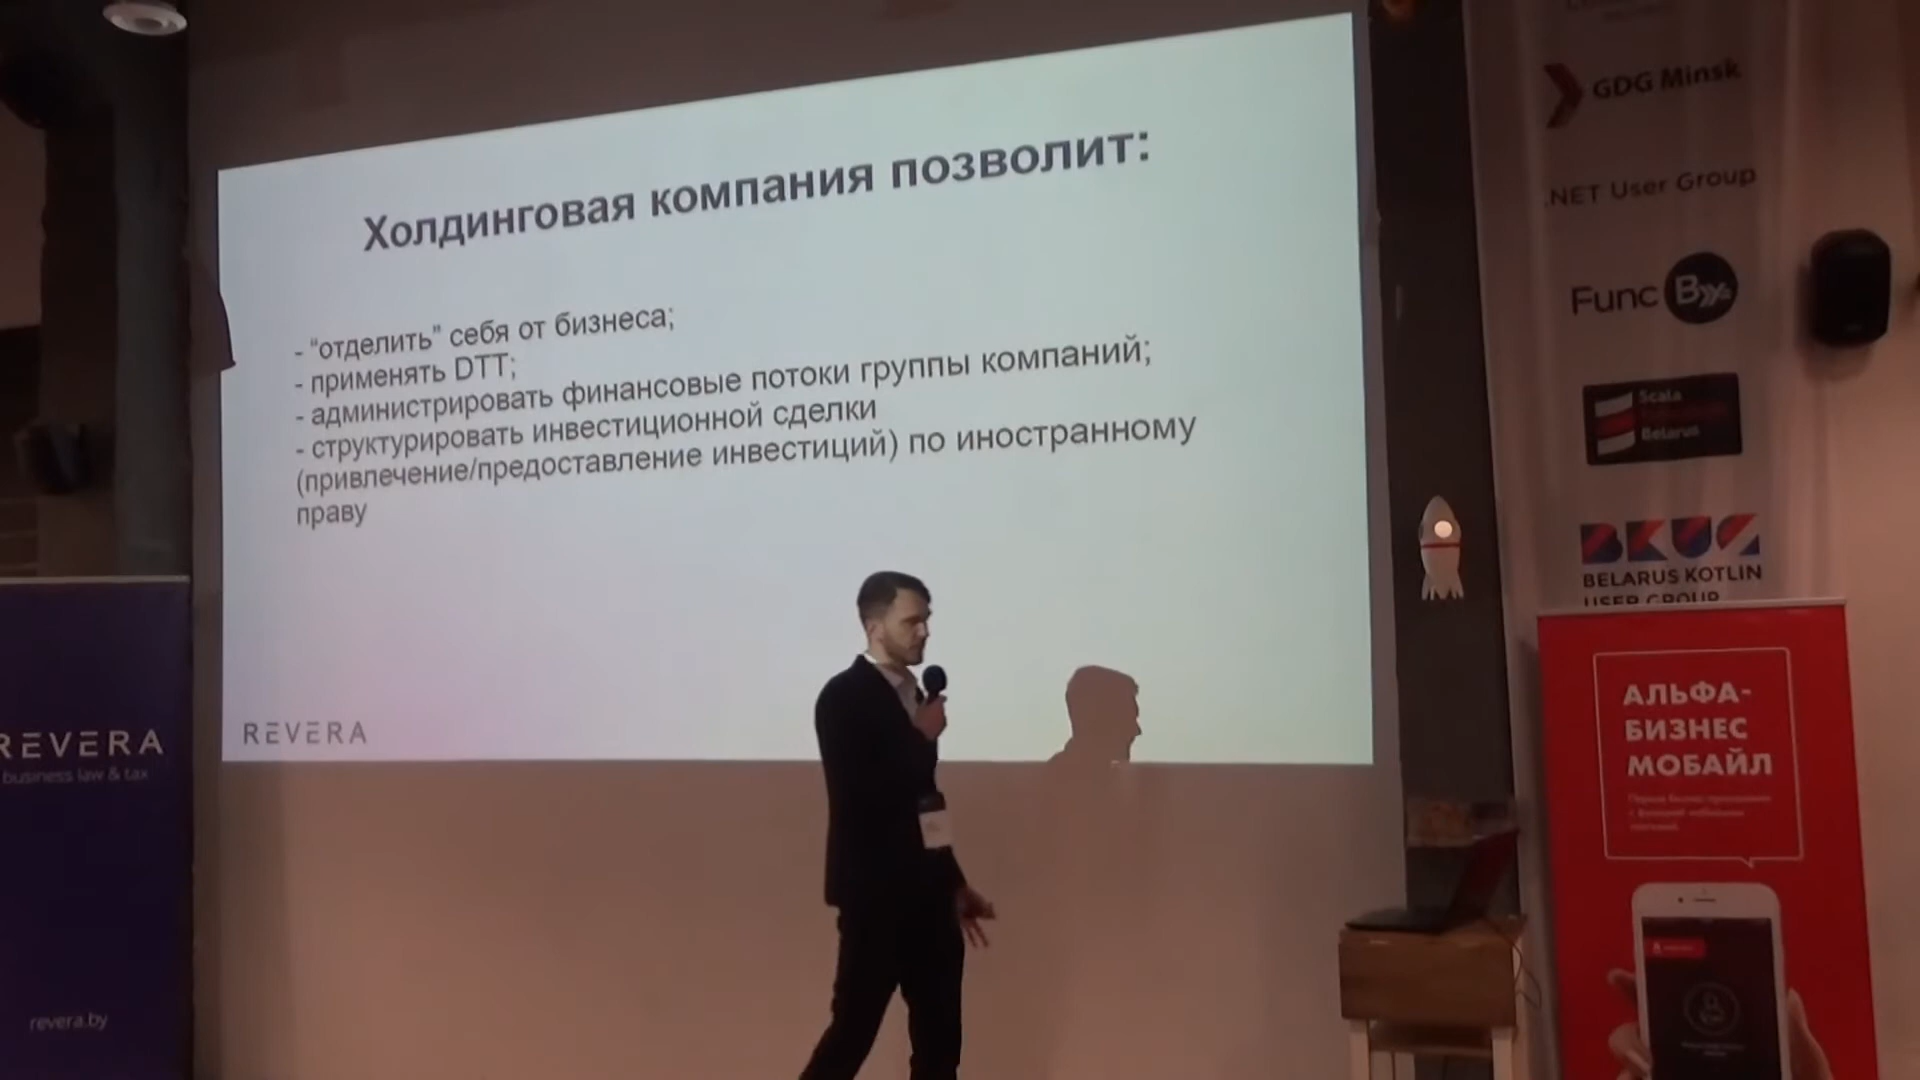 Холдинговая компания позволит:
- “отделить” себя от бизнеса;
- применять DTT;
- администрировать финансовые потоки группы компаний;
- структурировать инвестиционной сделки
(привлечение/предоставление инвестиций) по иностранному
праву
REVERA
REVERA
business law & tax
revera.by
GDG Minsk
.NET User Group
Func By
Scala
Belarus
BKUG
BELARUS KOTLIN
USER GROUP
АЛЬФА-
БИЗНЕС
МОБАЙЛ